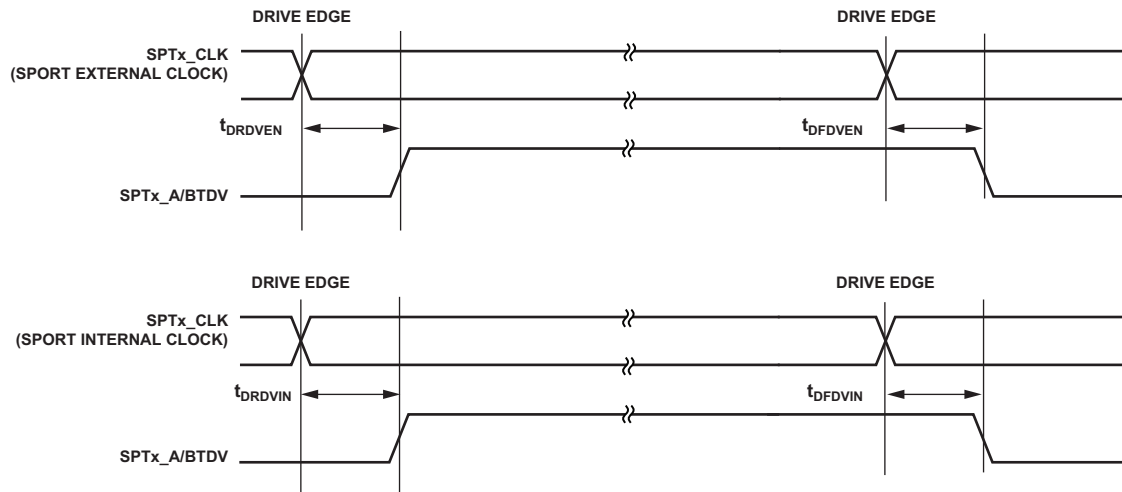 DRIVE EDGE DRIVE EDGE
SPTx_CLK
(SPORT EXTERNAL CLOCK)
tDRDVEN tDFDVEN
SPTx_A/BTDV
DRIVE EDGE DRIVE EDGE
SPTx_CLK
(SPORT INTERNAL CLOCK)
tDRDVIN tDFDVIN
SPTx_A/BTDV